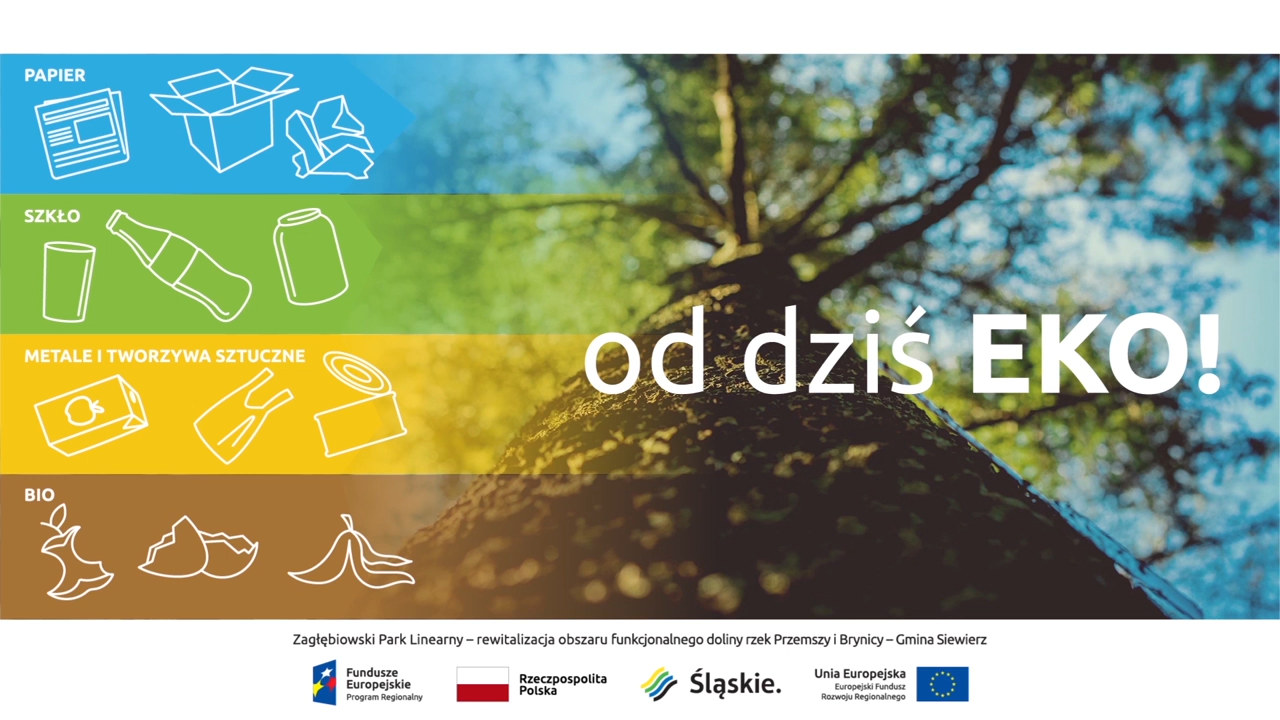 PAPIER
SZKŁO
METALE I TWORZYWA SZTUCZNE
BIO
od dziś EKO!
Zagłębiowski Park Linearny – rewitalizacja obszaru funkcjonalnego doliny rzek Przemszy i Brynicy – Gmina Siewierz
Fundusze
Europejskie
Program Regionalny
Rzeczpospolita
Polska
Śląskie.
Unia Europejska
Europejski Fundusz
Rozwoju Regionalnego